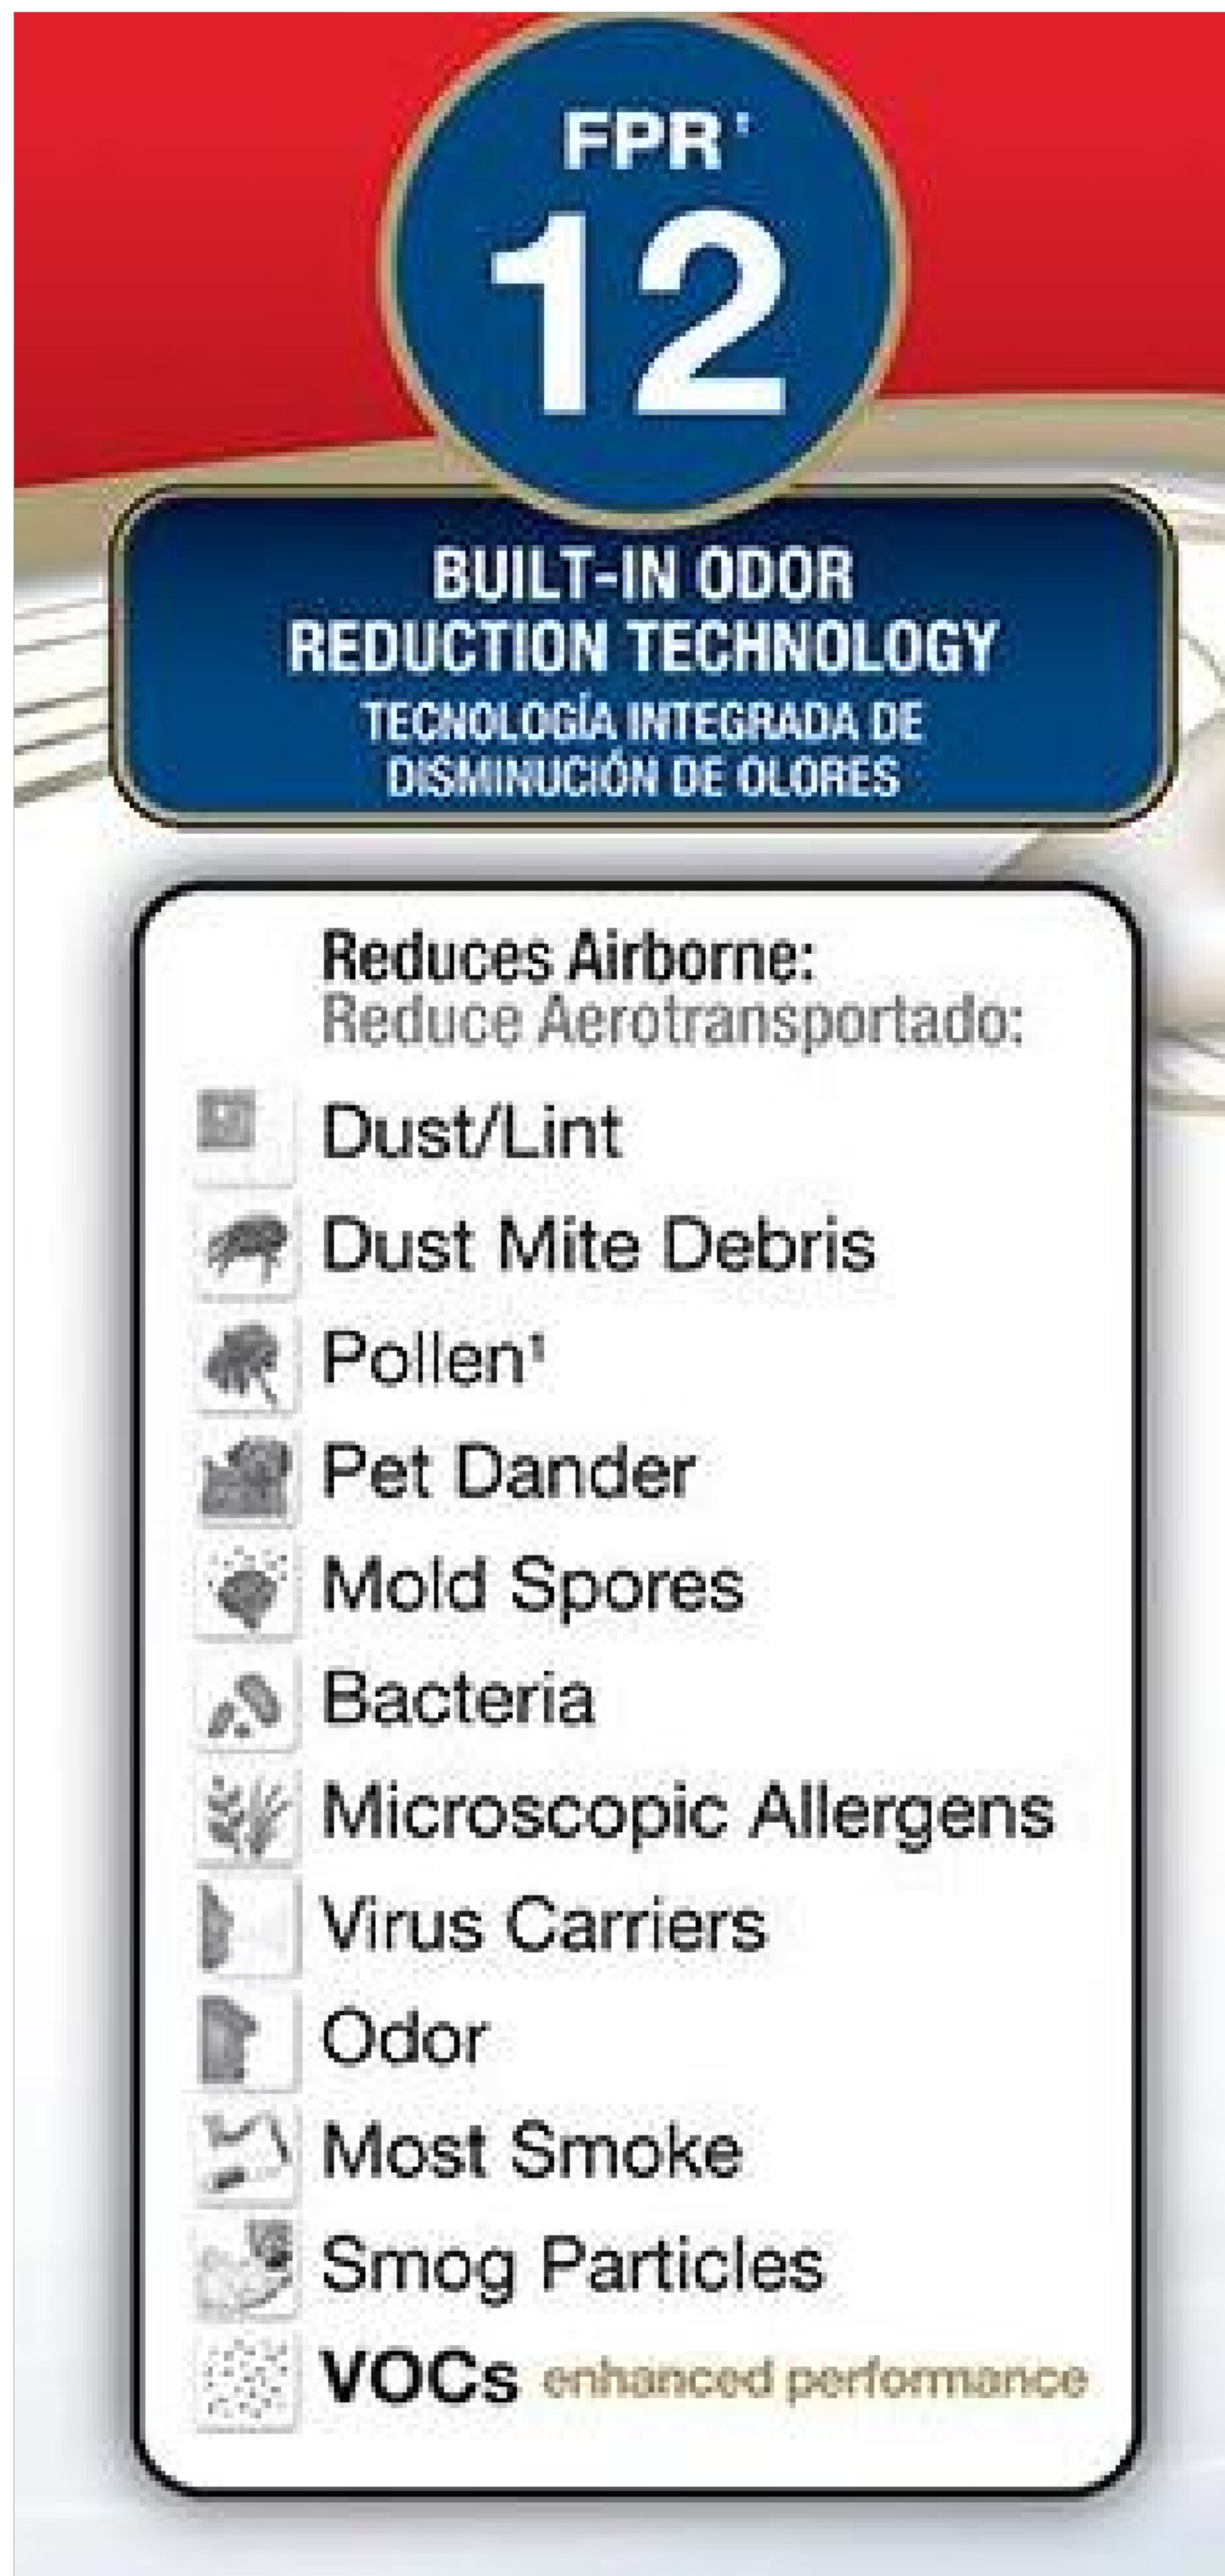 FPR
12
BUILT-IN ODOR
REDUCTION TECHNOLOGY
TECNOLOGÍA INTEGRADA DE
DISMINUCIÓN DE OLORES
Reduces Airborne:
Reduce Aerotransportado:
Dust/Lint
Dust Mite Debris
Pollen¹
Pet Dander
Mold Spores
Bacteria
Microscopic Allergens
Virus Carriers
Odor
Most Smoke
Smog Particles
VOCs enhanced performance